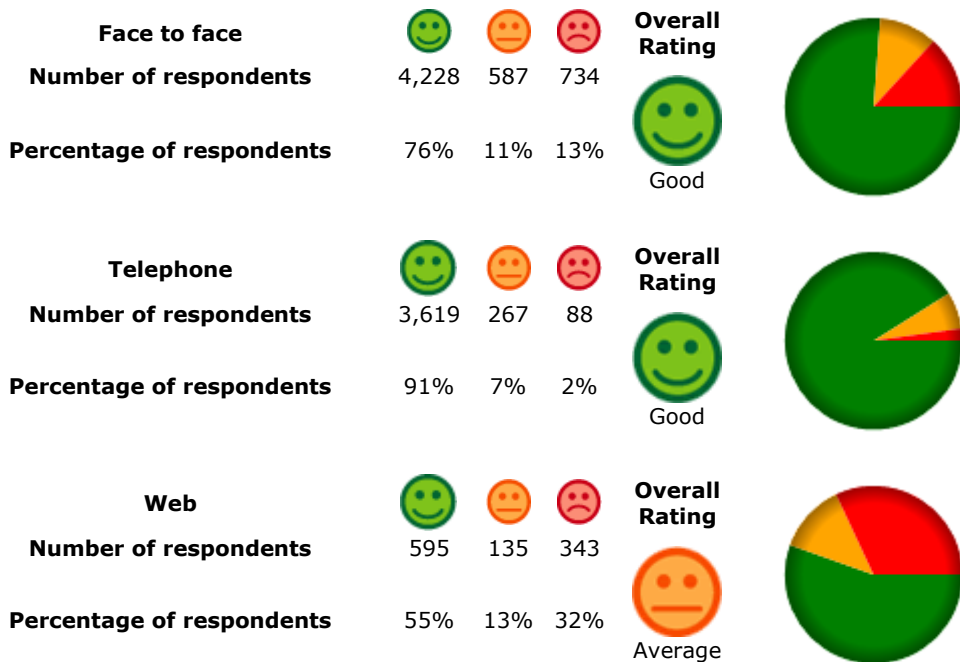 Face to face
Overall
Rating
Number of respondents 4,228 587 734
Percentage of respondents 76% 11% 13%
Good
Telephone
Overall
Rating
Number of respondents 3,619 267 88
Percentage of respondents 91% 7% 2%
Good
Web
Overall
Rating
Number of respondents 595 135 343
Percentage of respondents 55% 13% 32%
Average